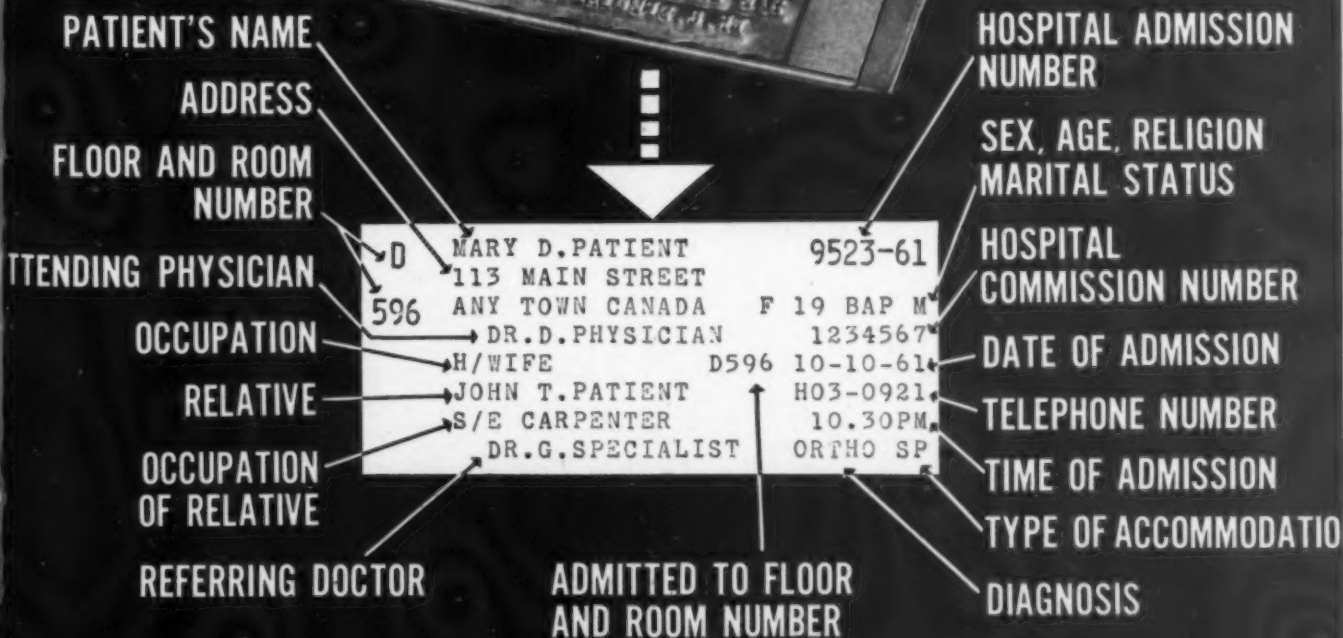 PATIENT'S NAME
ADDRESS
FLOOR AND ROOM
NUMBER
TTENDING PHYSICIAN
OCCUPATION
RELATIVE
OCCUPATION
OF RELATIVE
REFERRING DOCTOR
D MARY D.PATIENT 9523-61
113 MAIN STREET
596 ANY TOWN CANADA F 19 BAP M
DR.D.PHYSICIAN 1234567
H/WIFE D596 10-10-61
JOHN T.PATIENT HO3-0921
S/E CARPENTER 10.30PM
DR.G.SPECIALIST ORTHO SP
ADMITTED TO FLOOR
AND ROOM NUMBER
HOSPITAL ADMISSION
NUMBER
SEX, AGE, RELIGION
MARITAL STATUS
HOSPITAL
COMMISSION NUMBER
DATE OF ADMISSION
TELEPHONE NUMBER
TIME OF ADMISSION
TYPE OF ACCOMMODATIO
DIAGNOSIS